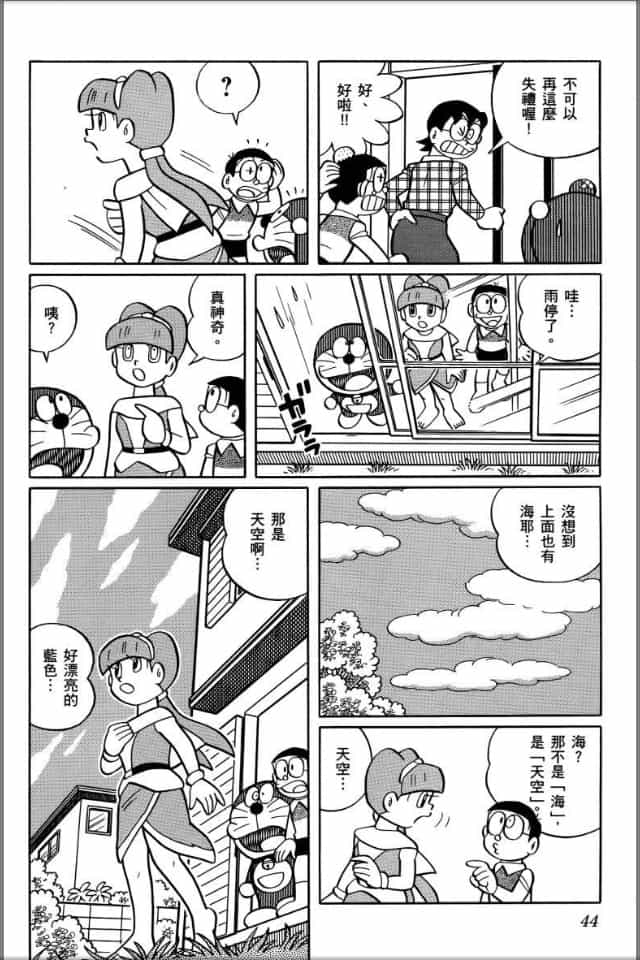 不可以
再這麼
失禮喔！
好、
好啦!!
？
哇…
雨停了。
ガララ
真神奇。
咦？
沒想到
上面也有
海耶…
海？
那不是「海」，
是「天空」。
天空…
那是
天空啊…
好漂亮的
藍色…
44